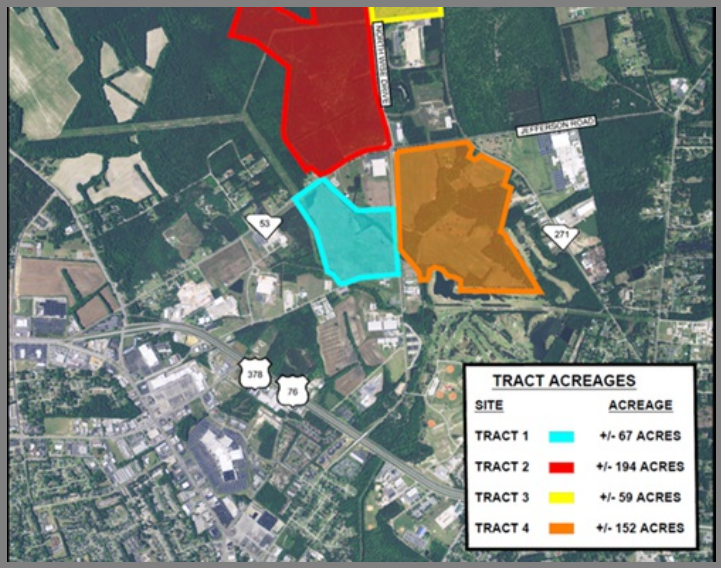 NORTH WISE DRIVE
JEFFERSON ROAD
53
271
378
76
TRACT ACREAGES
SITE ACREAGE
TRACT 1 +/- 67 ACRES
TRACT 2 +/- 194 ACRES
TRACT 3 +/- 59 ACRES
TRACT 4 +/- 152 ACRES